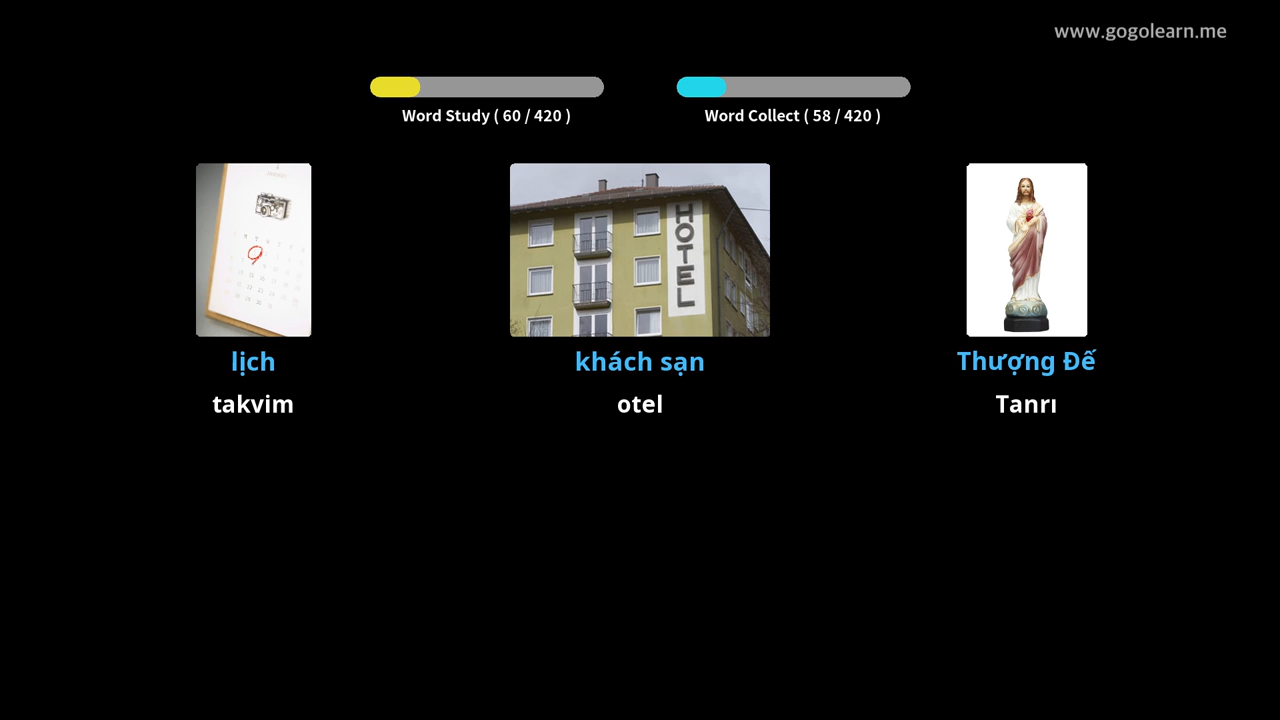 www.gogolearn.me
Word Study ( 60 / 420 )
Word Collect ( 58 / 420 )
HOTEL
lịch
khách sạn
Thượng Đế
takvim
otel
Tanrı